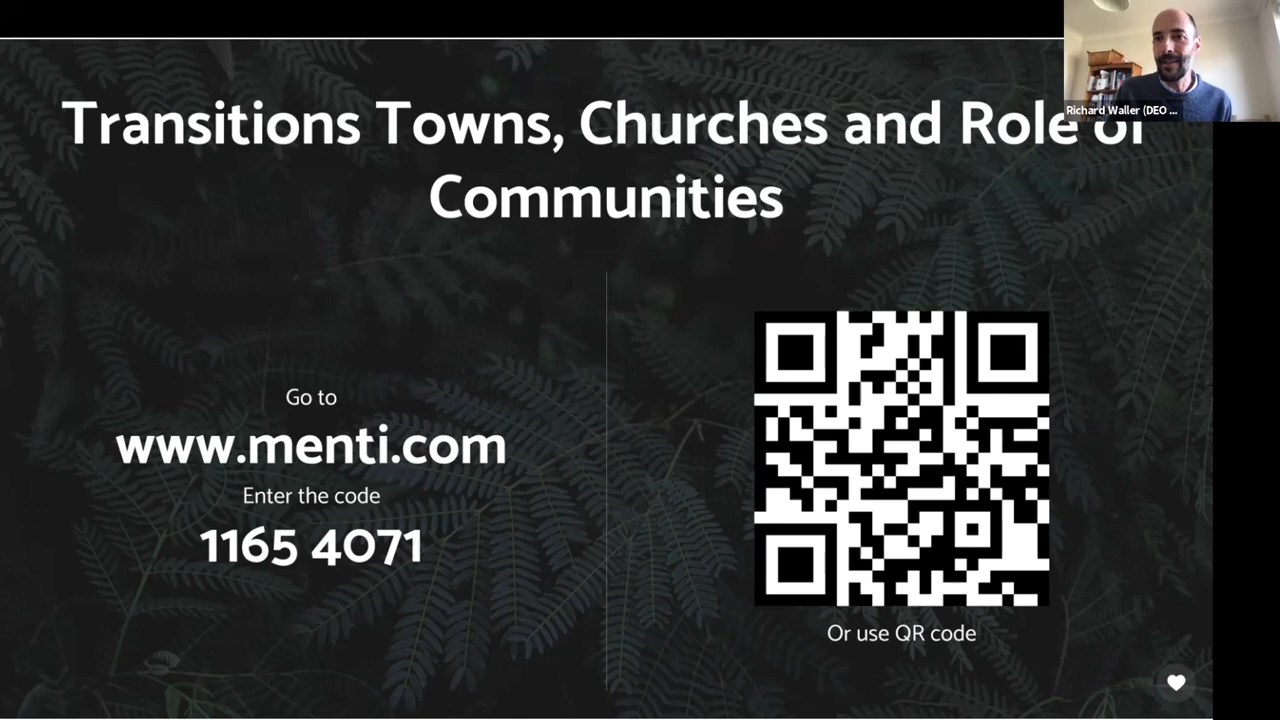 Transitions Towns, Churches and Role of
Communities
Richard Waller (DEO ...
Go to
www.menti.com
Enter the code
1165 4071
Or use QR code